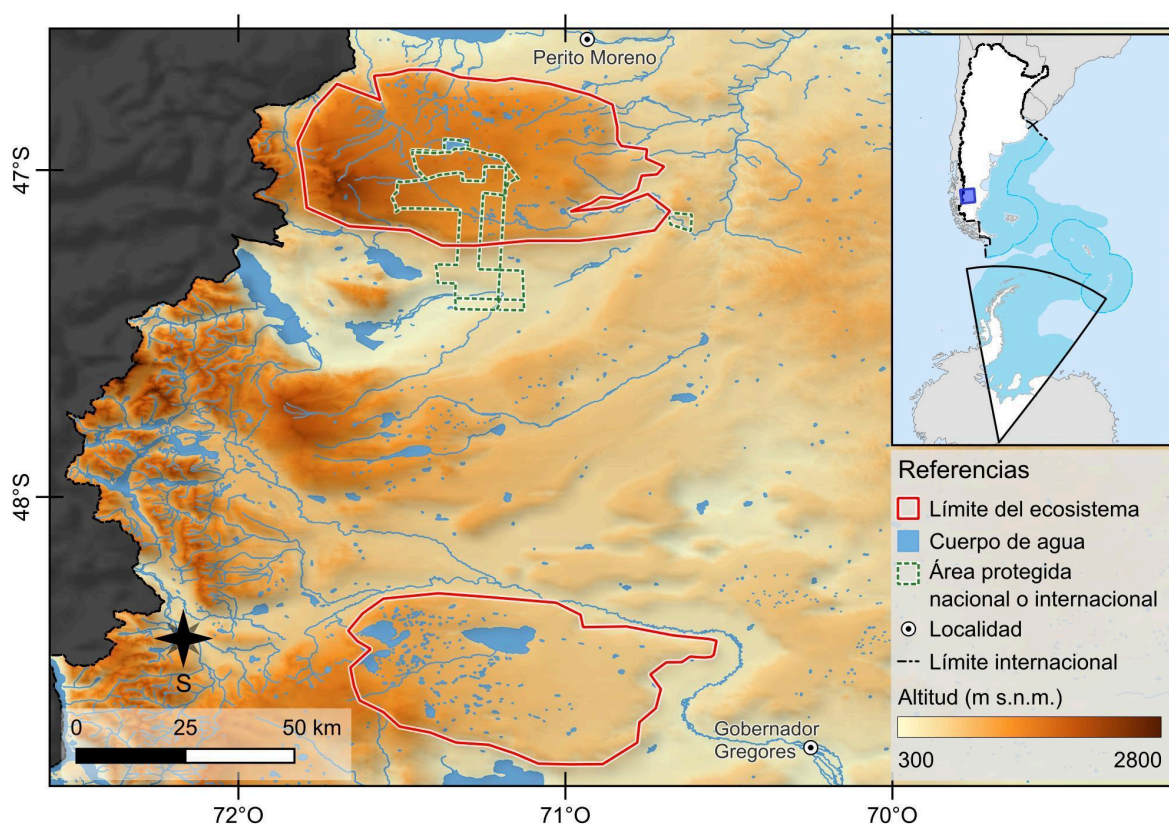 Perito Moreno
47°S
48°S
S
0 25 50 km
Gobernador
Gregores
72°O 71°O 70°O
Referencias
Límite del ecosistema
Cuerpo de agua
Área protegida
nacional o internacional
Localidad
Límite internacional
Altitud (m s.n.m.)
300 2800